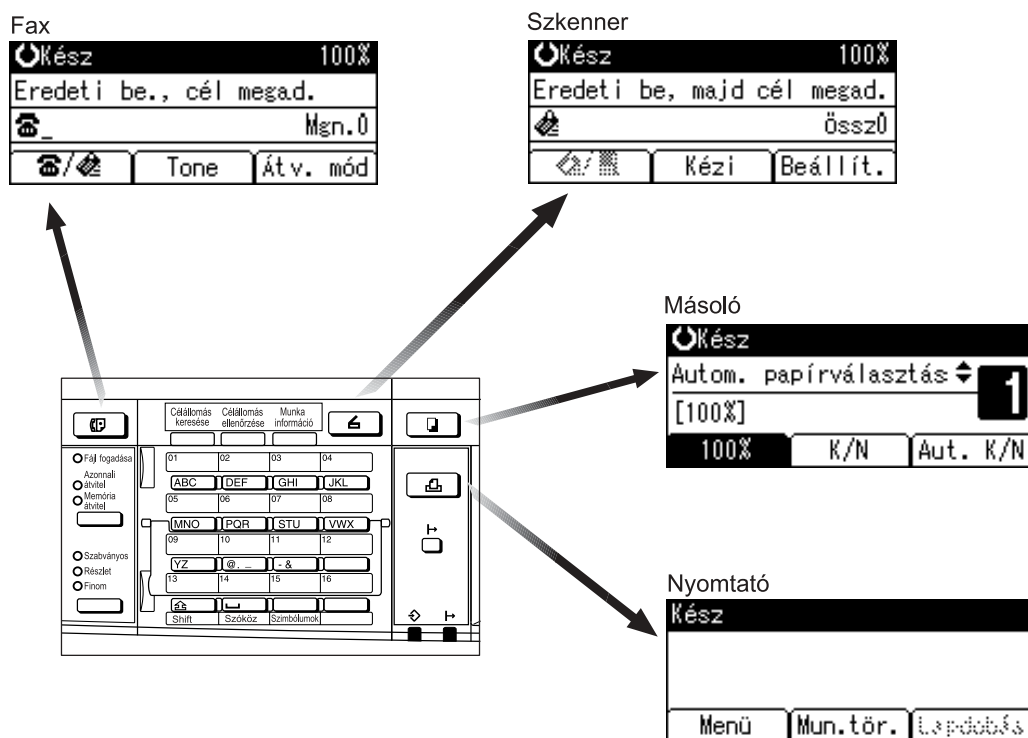 Fax
Kész 100%
Eredeti be., cél megad.
_ Mgn.0
/ Tone Átv. mód
Szkenner
Kész 100%
Eredeti be, majd cél megad.
Össz0
/ Kézi Beállít.
Másoló
Kész
Autom. papírválasztás
[100%] 1
100% K/N Aut. K/N
Célállomás keresése
Célállomás ellenőrzése
Munka információ
Fájl fogadása
Azonnali átvitel
Memória átvitel
Szabványos
Részlet
Finom
01 02 03 04
ABC DEF GHI JKL
05 06 07 08
MNO PQR STU VWX
09 10 11 12
YZ @. _ - &
13 14 15 16
Shift Szóköz Szimbólumok
Nyomtató
Kész
Menü Mun.tör. Lapdobás